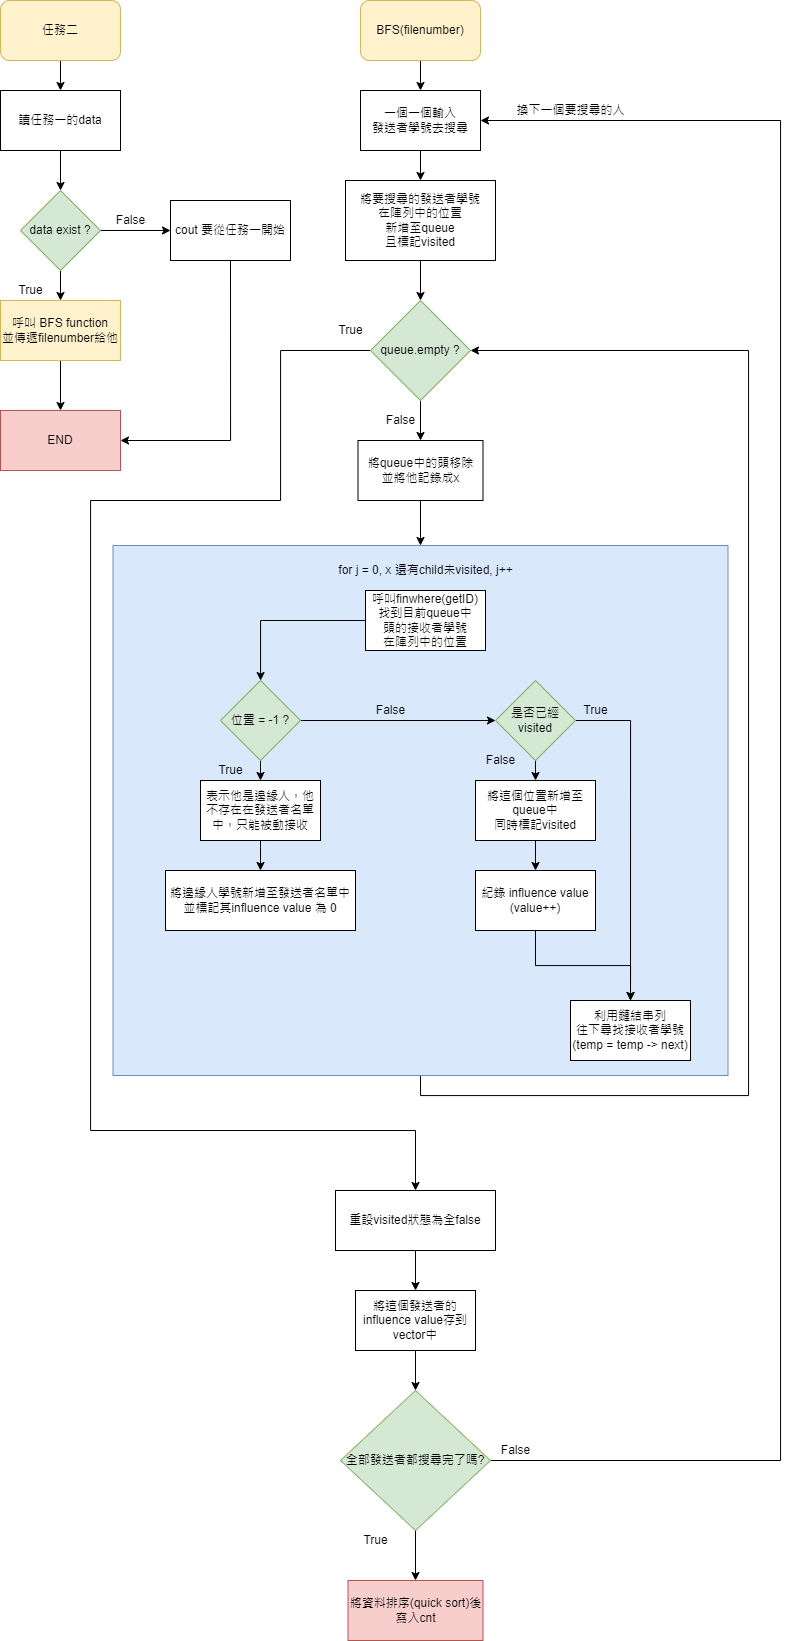 任務二
讀任務一的data
data exist ?
False
cout 要從任務一開始
True
呼叫 BFS function
並傳遞filenumber給他
END
BFS(filenumber)
一個一個輸入
發送者學號去搜尋
換下一個要搜尋的人
將要搜尋的發送者學號
在陣列中的位置
新增至queue
且標記visited
True
queue.empty ?
False
將queue中的頭移除
並將他記錄成x
for j = 0, x 還有child未visited, j++
呼叫finwhere(getID)
找到目前queue中
頭的接收者學號
在陣列中的位置
位置 = -1 ?
False
是否已經
visited
True
True
False
表示他是邊緣人，他
不存在在發送者名單
中，只能被動接收
將這個位置新增至
queue中
同時標記visited
將邊緣人學號新增至發送者名單中
並標記其influence value 為 0
紀錄 influence value
(value++)
利用鏈結串列
往下尋找接收者學號
(temp = temp -> next)
重設visited狀態為全false
將這個發送者的
influence value存到
vector中
全部發送者都搜尋完了嗎?
False
True
將資料排序(quick sort)後
寫入cnt